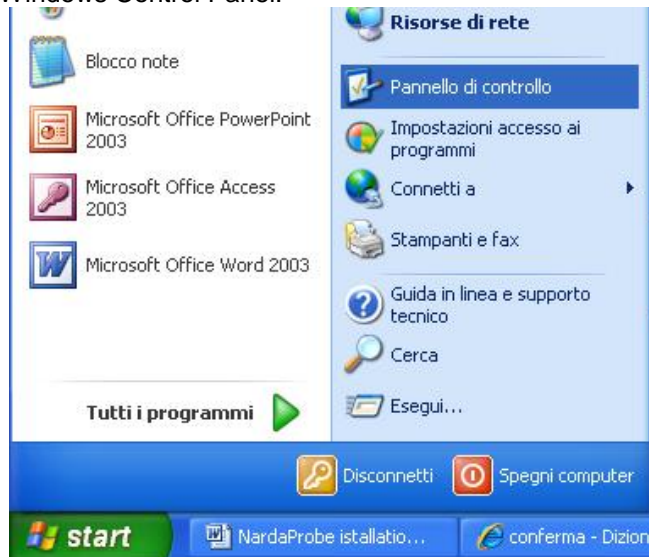 Windows Control Panel.
Risorse di rete
Blocco note
Pannello di controllo
Microsoft Office PowerPoint
2003
Impostazioni accesso ai
programmi
Microsoft Office Access
2003
Connetti a
Stampanti e fax
Microsoft Office Word 2003
Guida in linea e supporto
tecnico
Cerca
Tutti i programmi
Esegui...
Disconnetti
Spegni computer
start
NardaProbe istallatio...
conferma - Dizion